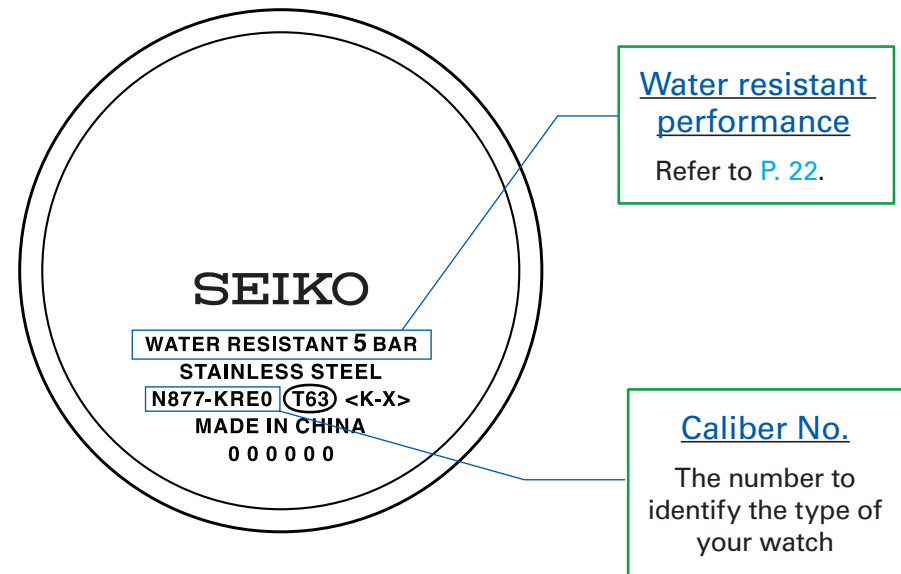 SEIKO
WATER RESISTANT 5 BAR
STAINLESS STEEL
N877-KRE0 T63 <K-X>
MADE IN CHINA
000000
Water resistant
performance
Refer to P. 22.
Caliber No.
The number to
identify the type of
your watch